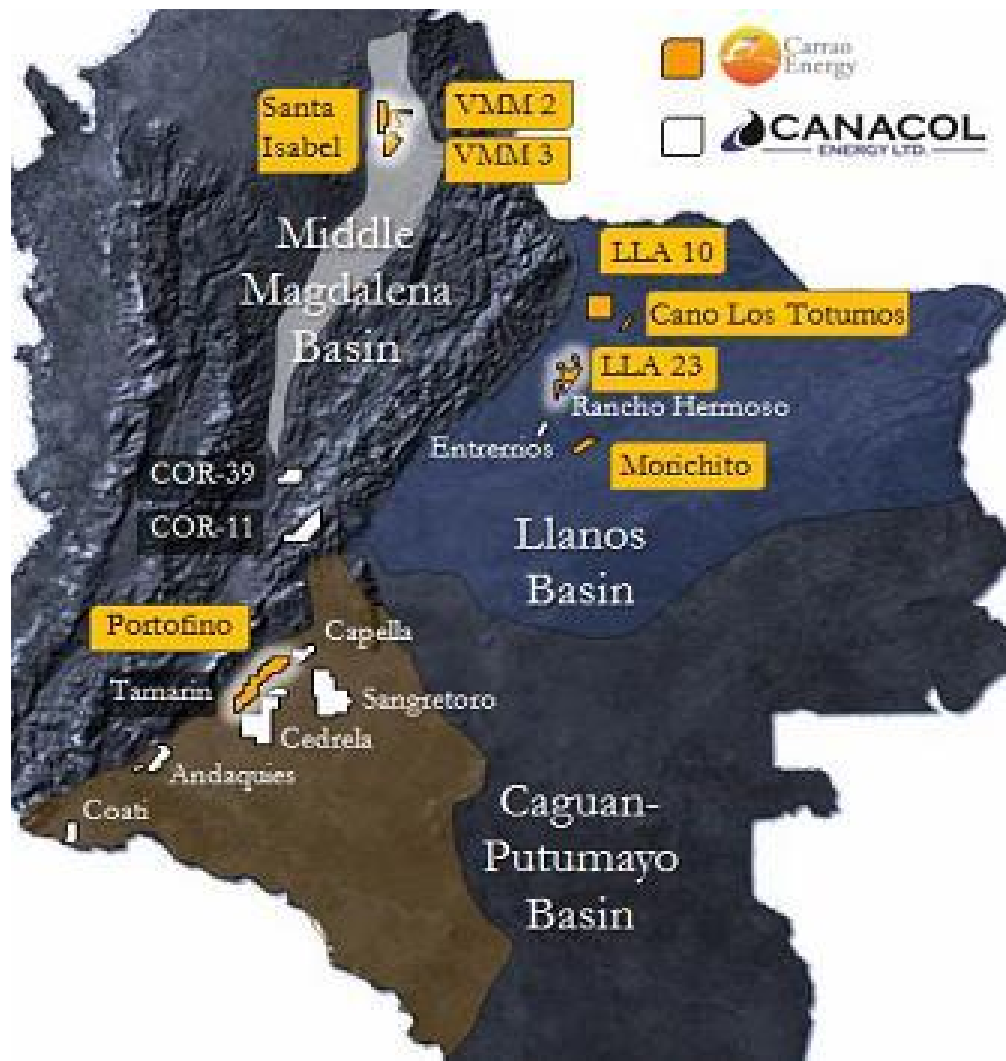 Carrao
Energy
CANACOL
ENERGY LTD.
Santa
Isabel
VMM 2
VMM 3
Middle
Magdalena
Basin
LLA 10
Cano Los Totumos
LLA 23
Rancho Hermoso
Entrerríos
Morichito
COR-39
COR-11
Llanos
Basin
Portofino
Capella
Tamarin
Sangretoro
Cedrela
Andaquies
Coati
Caguan-
Putumayo
Basin